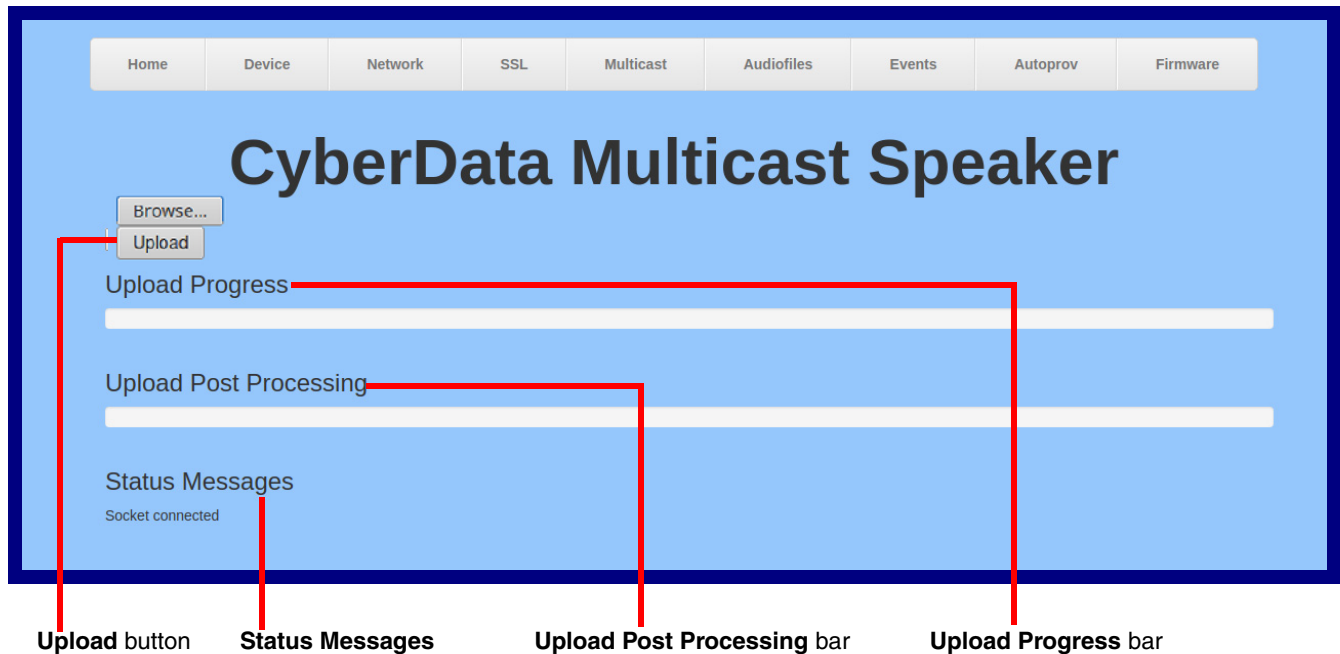 Home Device Network SSL Multicast Audiofiles Events Autoprov Firmware
CyberData Multicast Speaker
Browse...
Upload
Upload Progress
Upload Post Processing
Status Messages
Socket connected
Upload button Status Messages Upload Post Processing bar Upload Progress bar